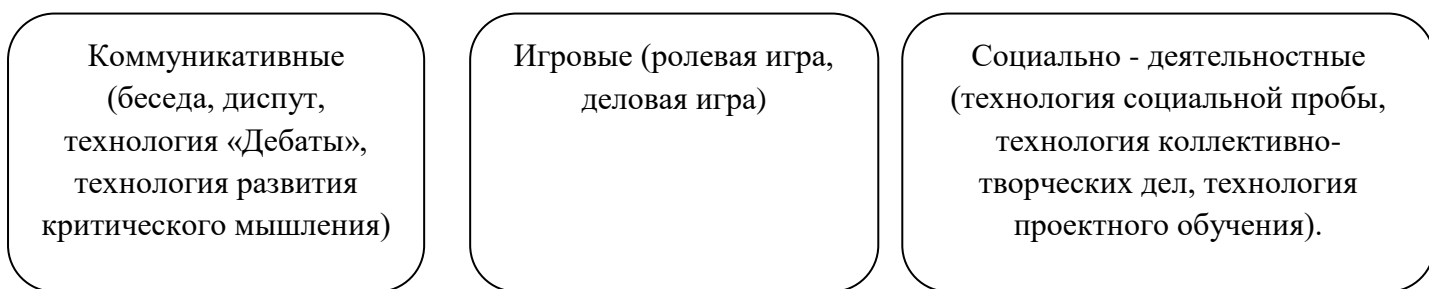 Коммуникативные
(беседа, диспут,
технология «Дебаты»,
технология развития
критического мышления)
Игровые (ролевая игра,
деловая игра)
Социально - деятельностные
(технология социальной пробы,
технология коллективно-
творческих дел, технология
проектного обучения).